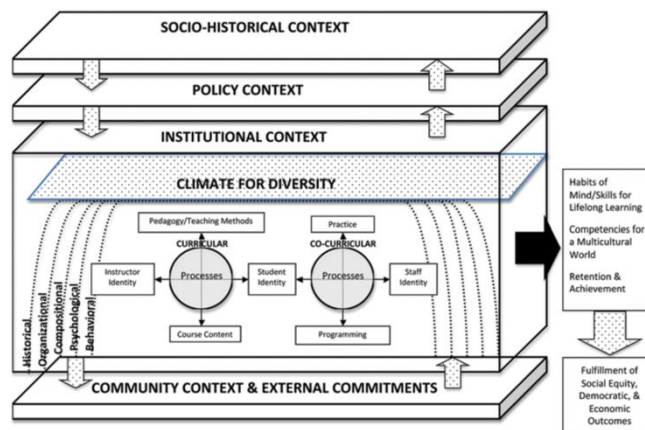 SOCIO-HISTORICAL CONTEXT
POLICY CONTEXT
INSTITUTIONAL CONTEXT
CLIMATE FOR DIVERSITY
Pedagogy/Teaching Methods
Practice
CURRICULAR
CO-CURRICULAR
Instructor
Identity
Processes
Student
Identity
Processes
Staff
Identity
Course Content
Programming
Historical
Organizational
Compositional
Psychological
Behavioral
COMMUNITY CONTEXT & EXTERNAL COMMITMENTS
Habits of
Mind/Skills for
Lifelong Learning
Competencies for
a Multicultural
World
Retention &
Achievement
Fulfillment of
Social Equity,
Democratic, &
Economic
Outcomes